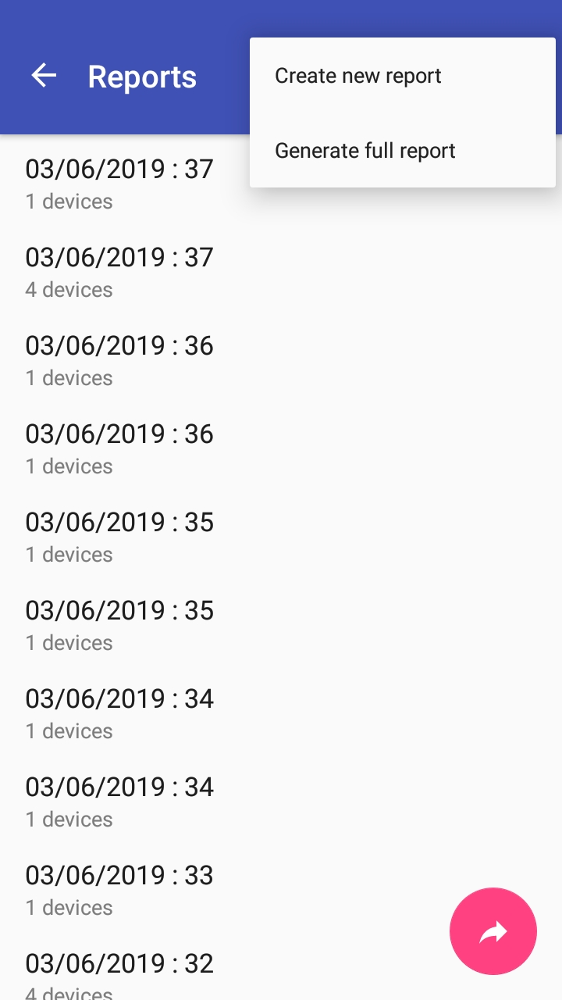 Reports
Create new report
Generate full report
03/06/2019 : 37
1 devices
03/06/2019 : 37
4 devices
03/06/2019 : 36
1 devices
03/06/2019 : 36
1 devices
03/06/2019 : 35
1 devices
03/06/2019 : 35
1 devices
03/06/2019 : 34
1 devices
03/06/2019 : 34
1 devices
03/06/2019 : 33
1 devices
03/06/2019 : 32
4 devices